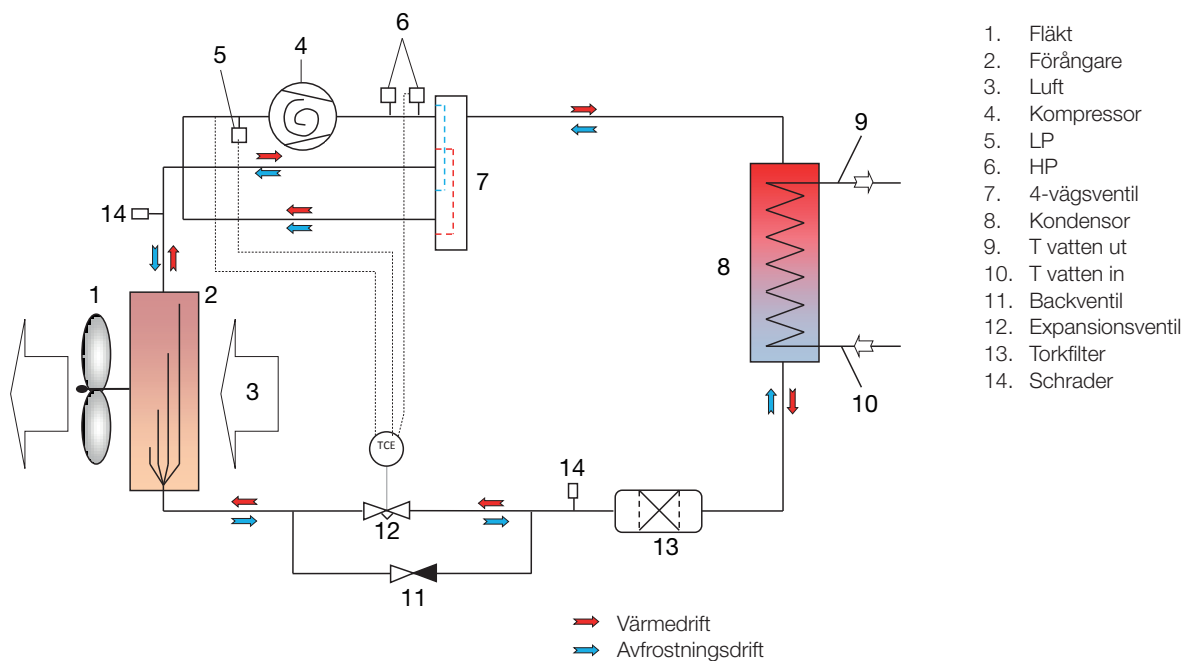 6
5
4
7
14
9
8
10
1
2
3
TCE
12
14
13
11
Värmedrift
Avfrostningsdrift
1. Fläkt
2. Förångare
3. Luft
4. Kompressor
5. LP
6. HP
7. 4-vägsventil
8. Kondensor
9. T vatten ut
10. T vatten in
11. Backventil
12. Expansionsventil
13. Torkfilter
14. Schrader